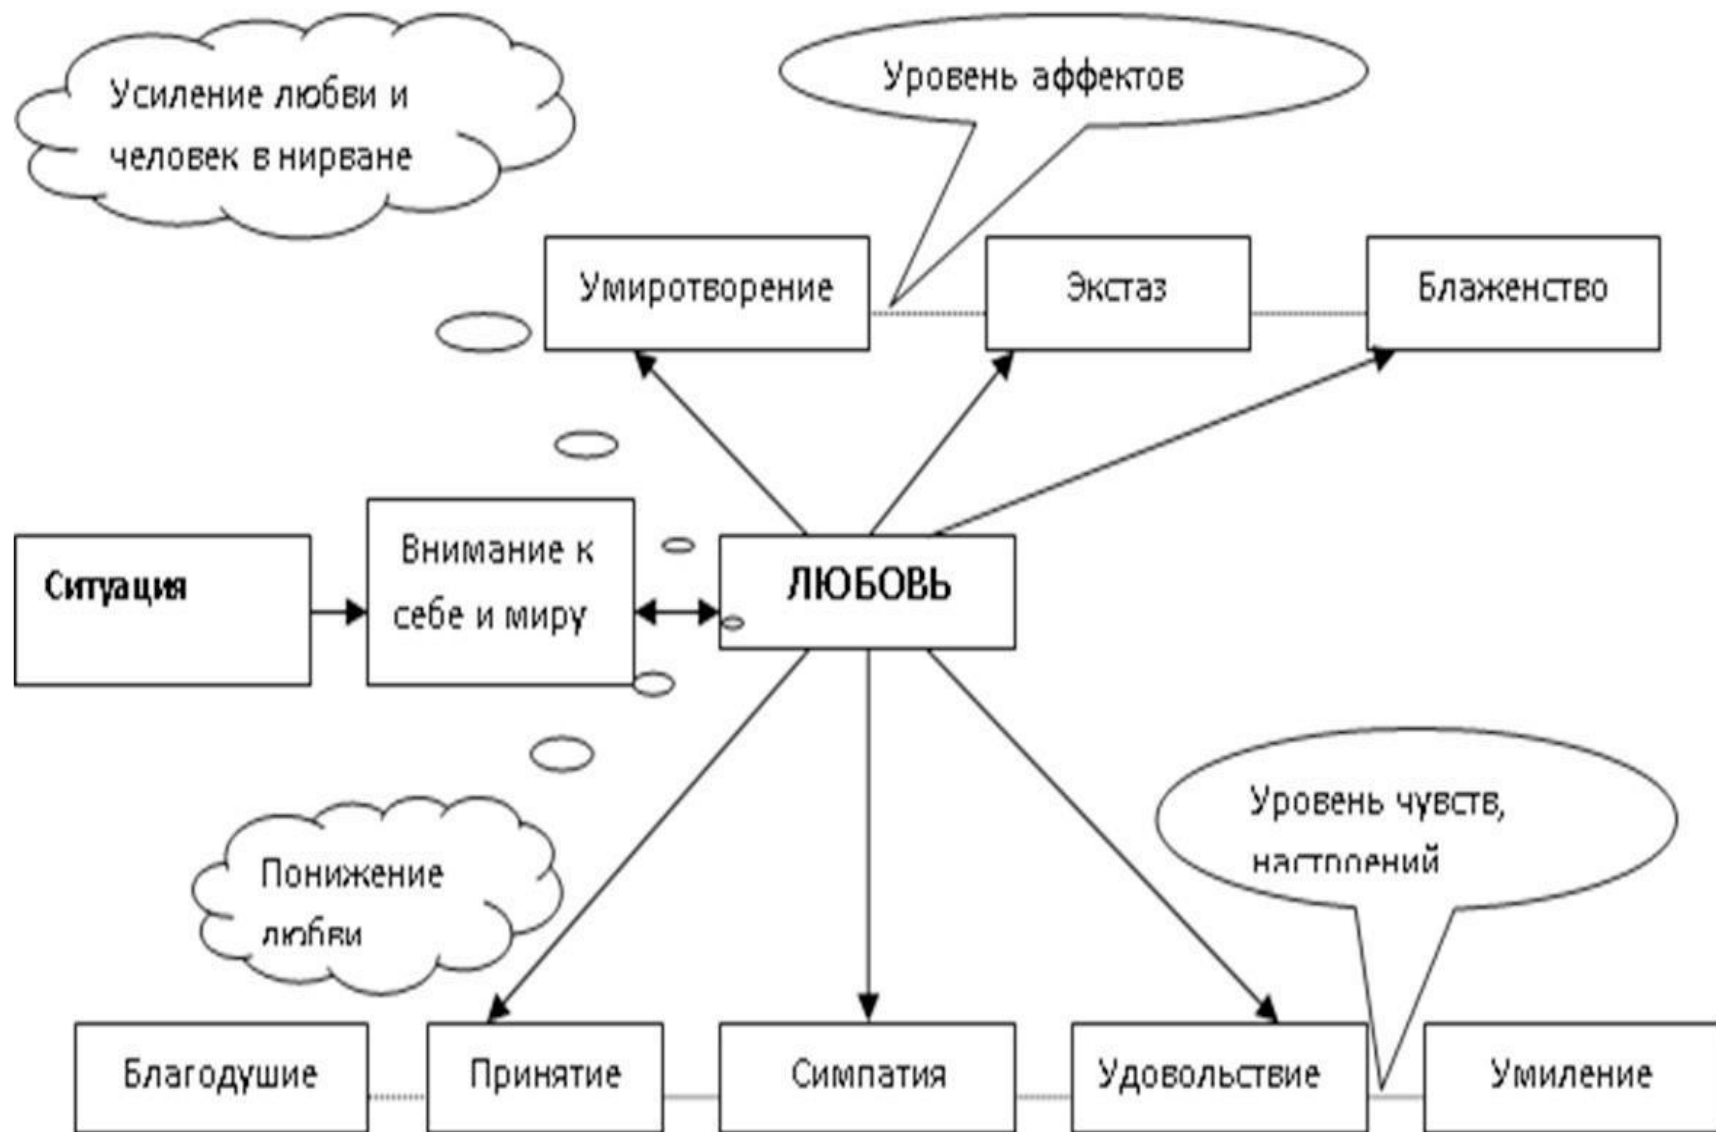 Усиление любви и
человек в нирване
Уровень аффектов
Умиротворение
Экстаз
Блаженство
Ситуация
Внимание к
себе и миру
ЛЮБОВЬ
Уровень чувств,
настроений
Понижение
любви
Благодушие
Принятие
Симпатия
Удовольствие
Умиление